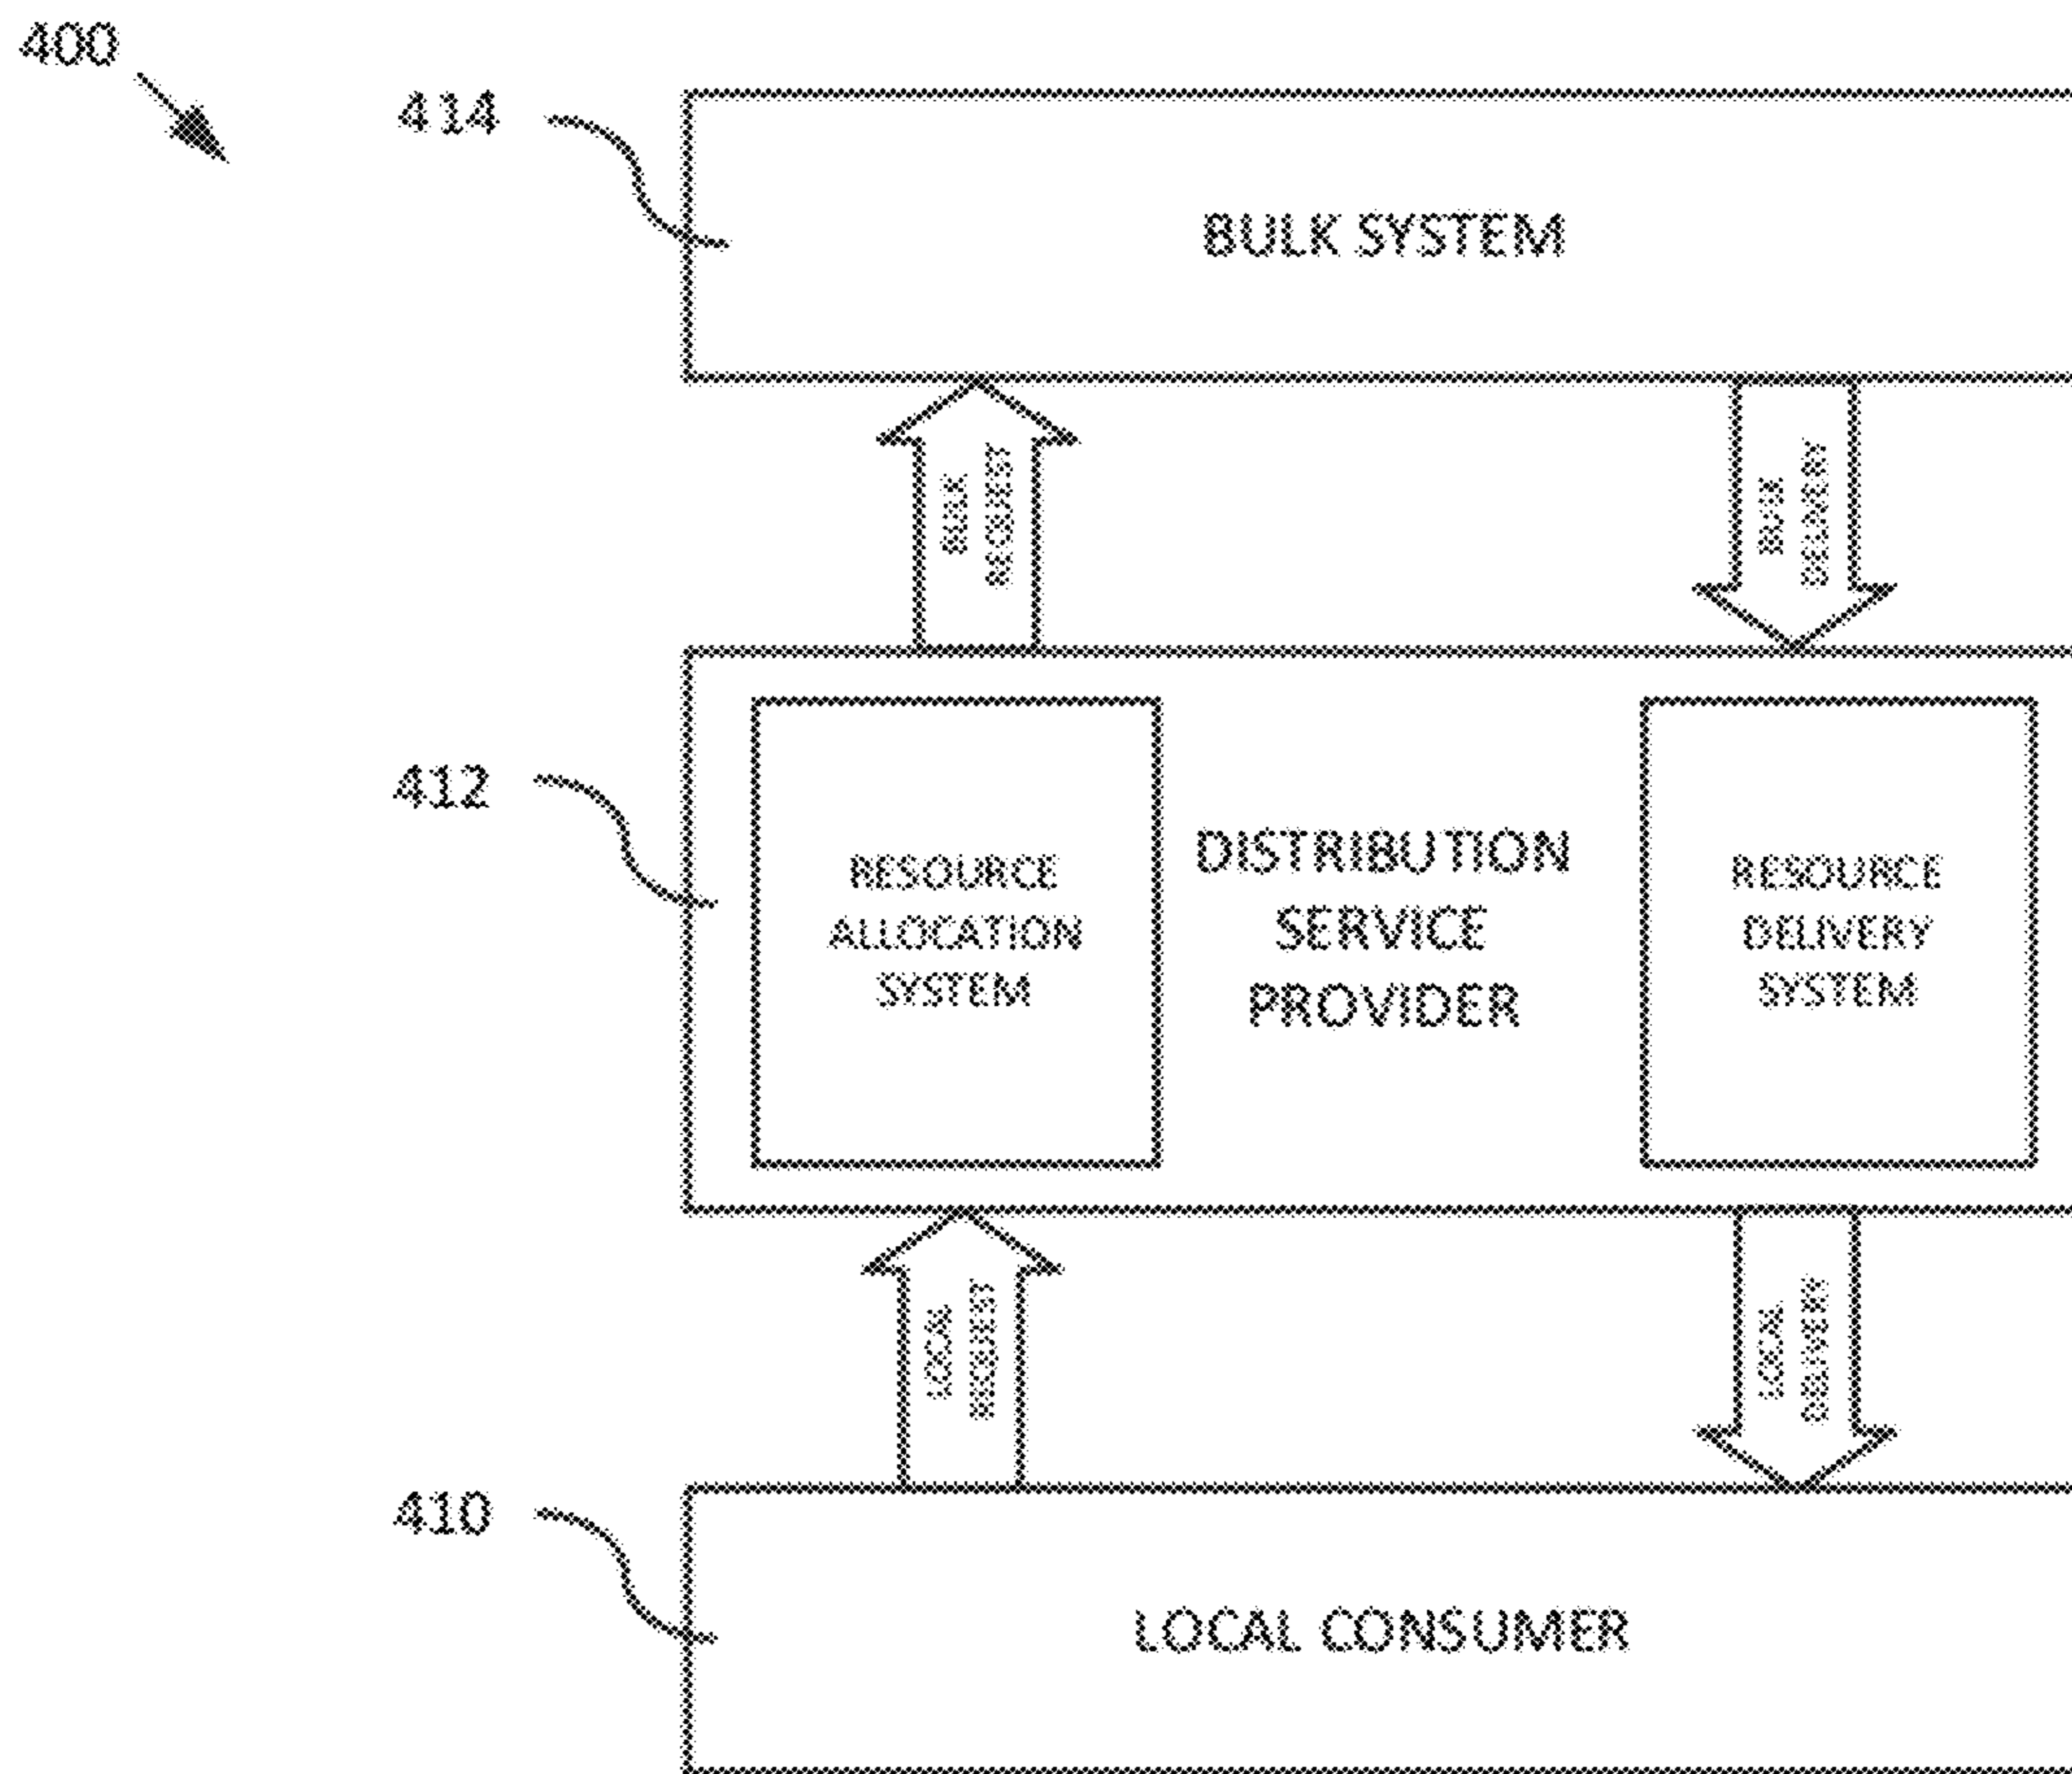 400
414
BULK SYSTEM
BULK
REQUEST
BULK
DELIVERY
412
RESOURCE
ALLOCATION
SYSTEM
DISTRIBUTION
SERVICE
PROVIDER
RESOURCE
DELIVERY
SYSTEM
LOCAL
REQUEST
LOCAL
DELIVERY
410
LOCAL CONSUMER